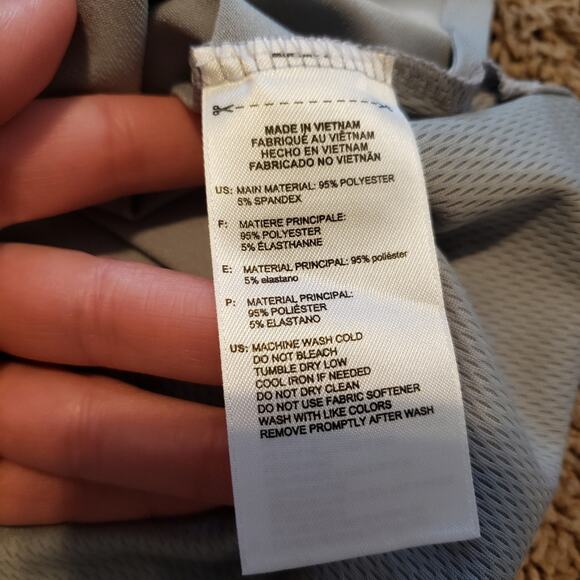 MADE IN VIETNAM
FABRIQUÉ AU VIÊTNAM
HECHO EN VIETNAM
FABRICADO NO VIETNÃN
US: MAIN MATERIAL: 95% POLYESTER
5% SPANDEX
F: MATIERE PRINCIPALE:
95% POLYESTER
5% ÉLASTHANNE
E: MATERIAL PRINCIPAL: 95% poliéster
5% elastano
P: MATERIAL PRINCIPAL:
95% POLIÉSTER
5% ELASTANO
US: MACHINE WASH COLD
DO NOT BLEACH
TUMBLE DRY LOW
COOL IRON IF NEEDED
DO NOT DRY CLEAN
DO NOT USE FABRIC SOFTENER
WASH WITH LIKE COLORS
REMOVE PROMPTLY AFTER WASH